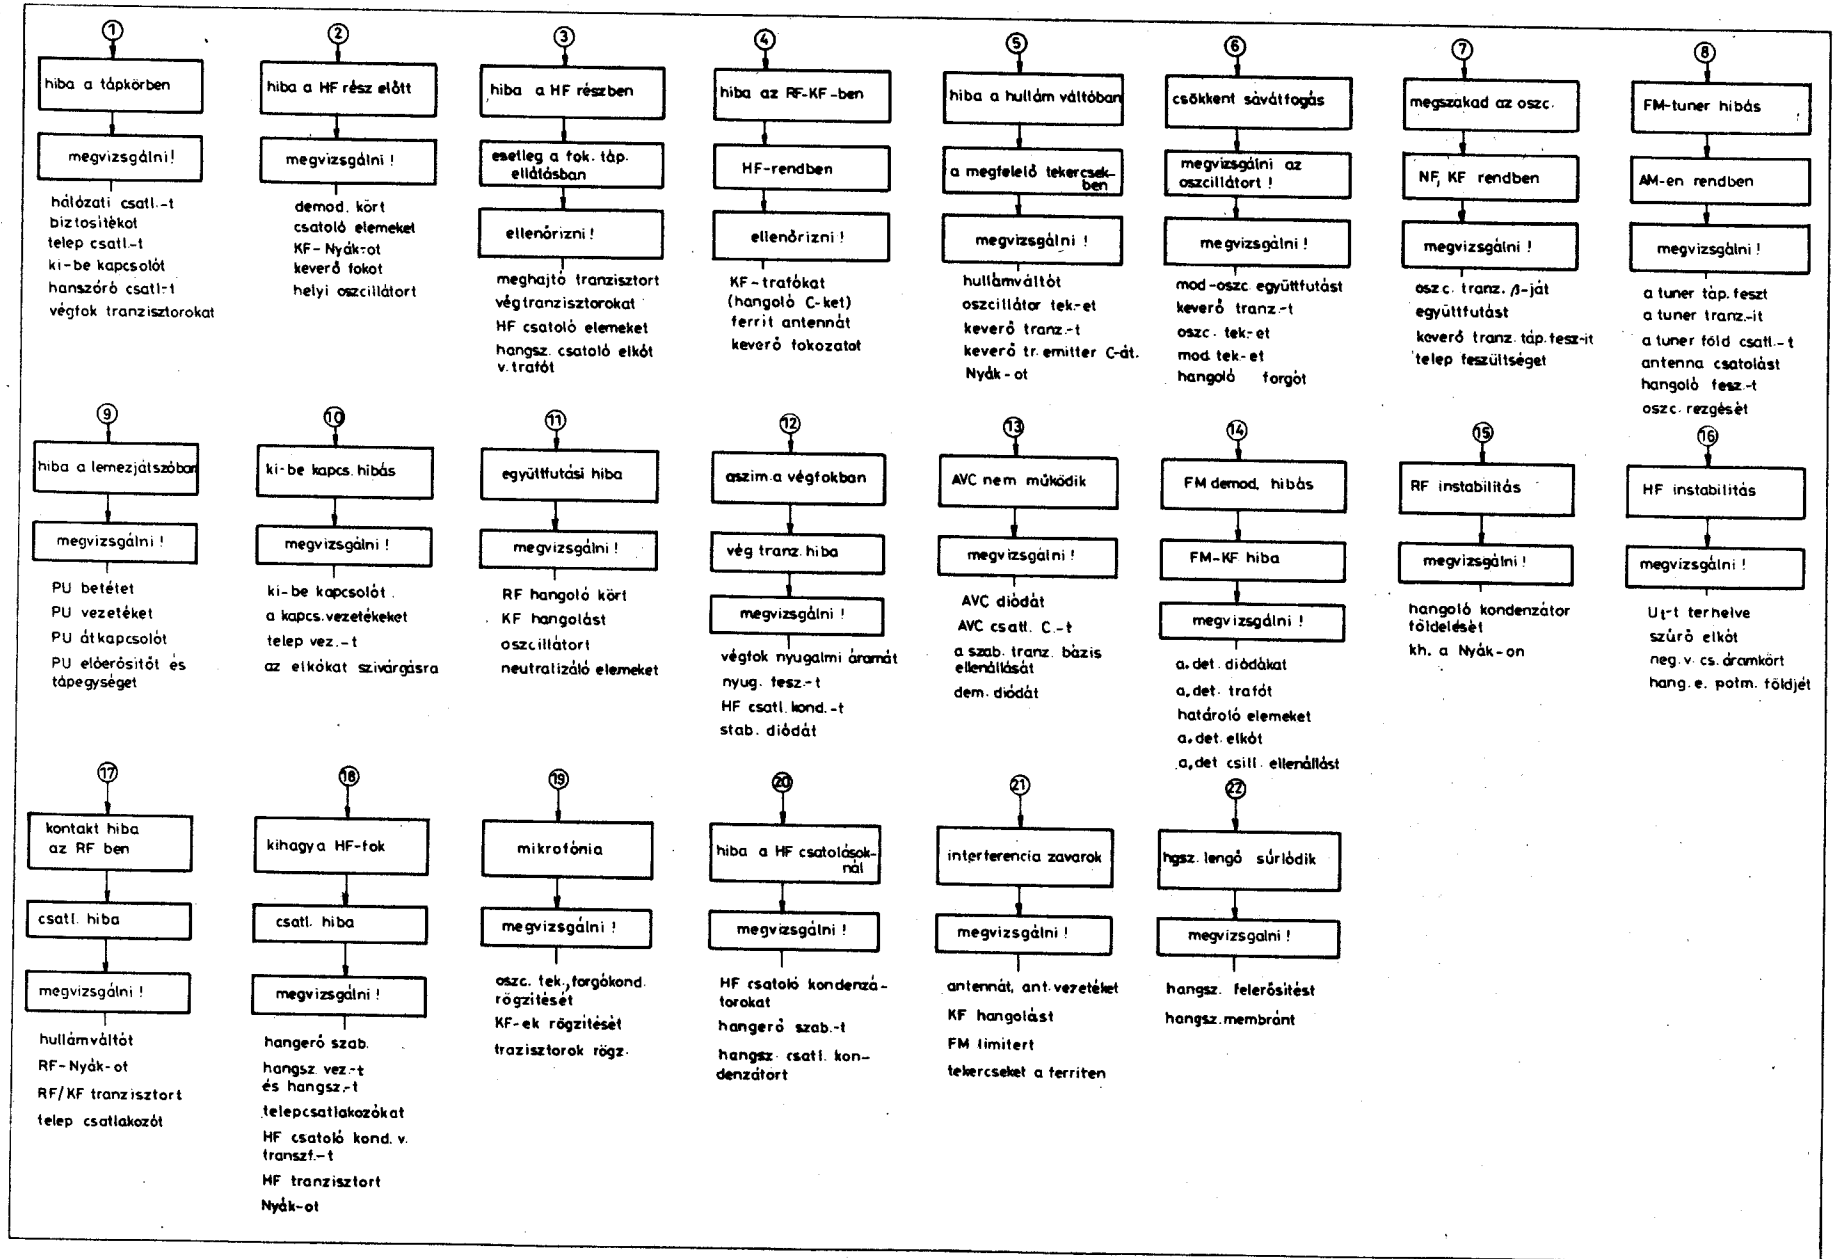 1
hiba a tápkörben
megvizsgálni!
hálózati csatl.-t
biztositékot
telep csatl.-t
ki-be kapcsolót
hanszóró csatl-t
végfok tranzisztorokat
2
hiba a HF rész előtt
megvizsgálni!
demod. kört
csatoló elemeket
KF-Nyák-ot
keverő fokot
helyi oszcillátort
3
hiba a HF részben
esetleg a fok. táp.
ellátásban
ellenőrizni!
meghajtó tranzisztort
végtranzisztorokat
HF csatoló elemeket
hangsz. csatoló elkót
v. trafót
4
hiba az RF-KF-ben
HF-rendben
ellenőrizni!
KF-trafókat
(hangoló C-ket)
ferrit antennát
keverő fokozatot
5
hiba a hullám váltóban
a megfelelő tekercsek-
ben
megvizsgálni!
hullámváltót
oszcillátor tek.-et
keverő tranz.-t
keverő tr. emitter C-át.
Nyák-ot
6
csökkent sávátfogás
megvizsgálni az
oszcillátort!
megvizsgálni!
mod-oszc. együttfutást
keverő tranz.-t
oszc. tek.-et
mod. tek-et
hangoló forgót
7
megszakad az oszc.
NF, KF rendben
megvizsgálni!
oszc. tranz. β-ját
együttfutást
keverő tranz. táp. fesz-it
telep feszültséget
8
FM-tuner hibás
AM-en rendben
megvizsgálni!
a tuner táp. feszt
a tuner tranz.-it
a tuner föld csatl.-t
antenna csatolást
hangoló fesz.-t
oszc. rezgését
9
hiba a lemezjátszóban
megvizsgálni!
PU betétet
PU vezetéket
PU átkapcsolót
PU előerősitőt és
tápegységet
10
ki-be kapcs. hibás
megvizsgálni!
ki-be kapcsolót.
a kapcs. vezetékeket
telep vez.-t
az elkókat szivárgásra
11
együttfutási hiba
megvizsgálni!
RF hangoló kört
KF hangolást
oszcillátort
neutralizáló elemeket
12
aszim. a végfokban
vég tranz. hiba
megvizsgálni!
végfok nyugalmi áramát
nyug. fesz.-t
HF csatl. kond.-t
stab. diódát
13
AVC nem működik
megvizsgálni!
AVC diódát
AVC csatl. C.-t
a szab. tranz. bázis
ellenállását
dem. diódát
14
FM demod. hibás
FM-KF hiba
megvizsgálni!
a. det. diódákat
a. det. trafót
határoló elemeket
a. det. elkót
a. det csill. ellenállást
15
RF instabilitás
megvizsgálni!
hangoló kondenzátor
földelését
kh. a Nyák-on
16
HF instabilitás
megvizsgálni!
Ut-t terhelve
szűrő elkót
neg. v. cs. áramkört
hang. e. potm. földjét
17
kontakt hiba
az RF ben
csatl. hiba
megvizsgálni!
hullámváltót
RF-Nyák-ot
RF/KF tranzisztort
telep csatlakozót
18
kihagy a HF-fok
csatl. hiba
megvizsgálni!
hangerő szab.
hangsz. vez.-t
és hangsz.-t
telepcsatlakozókat
HF csatoló kond. v.
transzf.-t
HF tranzisztort
Nyák-ot
19
mikrofónia
megvizsgálni!
oszc. tek., forgókond.
rögzitését
KF-ek rögzitését
trazisztorok rögz.
20
hiba a HF csatolások-
nál
megvizsgálni!
HF csatoló kondenzá-
torokat
hangerő szab.-t
hangsz. csatl. kon-
denzátort
21
interferencia zavarok
megvizsgálni!
antennát, ant. vezetéket
KF hangolást
FM limitert
tekercseket a ferriten
22
hgsz. lengő súrlódik
megvizsgalni!
hangsz. felerősitést
hangsz. membránt